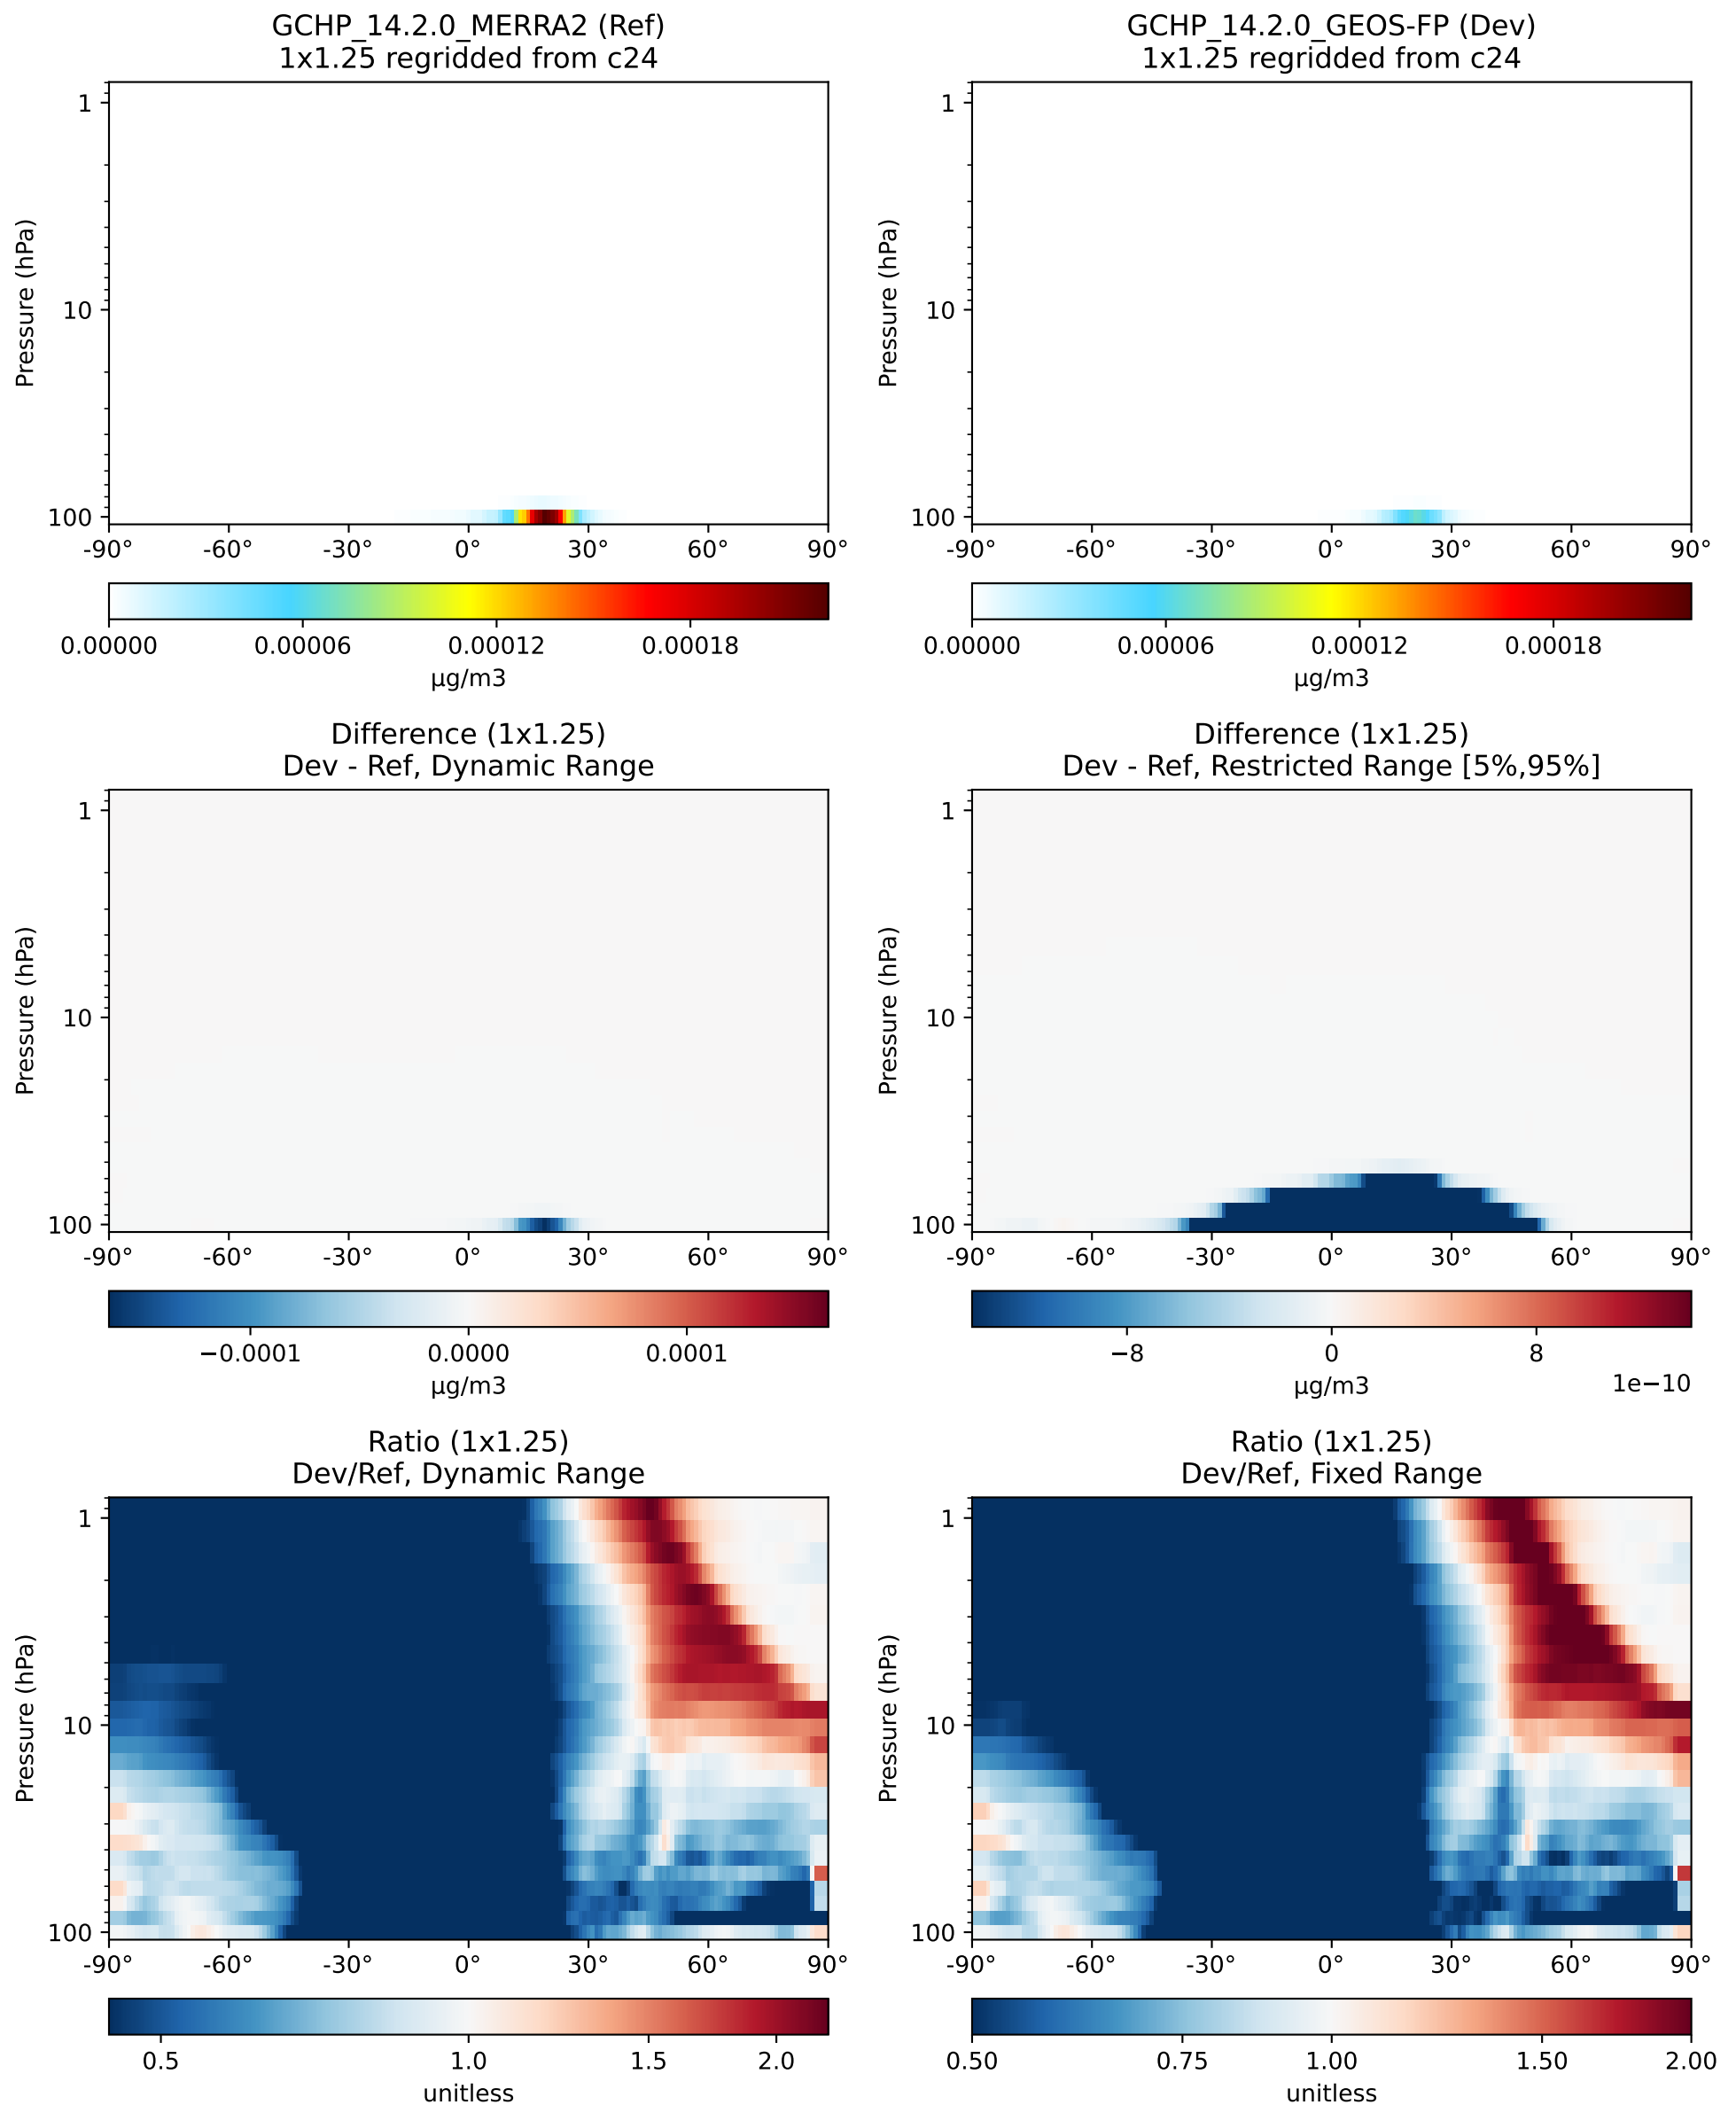 GCHP_14.2.0_MERRA2 (Ref)
1x1.25 regridded from c24
Pressure (hPa)
1
10
100
-90° -60° -30° 0° 30° 60° 90°
0.00000 0.00006 0.00012 0.00018
µg/m3
GCHP_14.2.0_GEOS-FP (Dev)
1x1.25 regridded from c24
Pressure (hPa)
1
10
100
-90° -60° -30° 0° 30° 60° 90°
0.00000 0.00006 0.00012 0.00018
µg/m3
Difference (1x1.25)
Dev - Ref, Dynamic Range
Pressure (hPa)
1
10
100
-90° -60° -30° 0° 30° 60° 90°
−0.0001 0.0000 0.0001
µg/m3
Difference (1x1.25)
Dev - Ref, Restricted Range [5%,95%]
Pressure (hPa)
1
10
100
-90° -60° -30° 0° 30° 60° 90°
−8 0 8
µg/m3 1e−10
Ratio (1x1.25)
Dev/Ref, Dynamic Range
Pressure (hPa)
1
10
100
-90° -60° -30° 0° 30° 60° 90°
0.5 1.0 1.5 2.0
unitless
Ratio (1x1.25)
Dev/Ref, Fixed Range
Pressure (hPa)
1
10
100
-90° -60° -30° 0° 30° 60° 90°
0.50 0.75 1.00 1.50 2.00
unitless